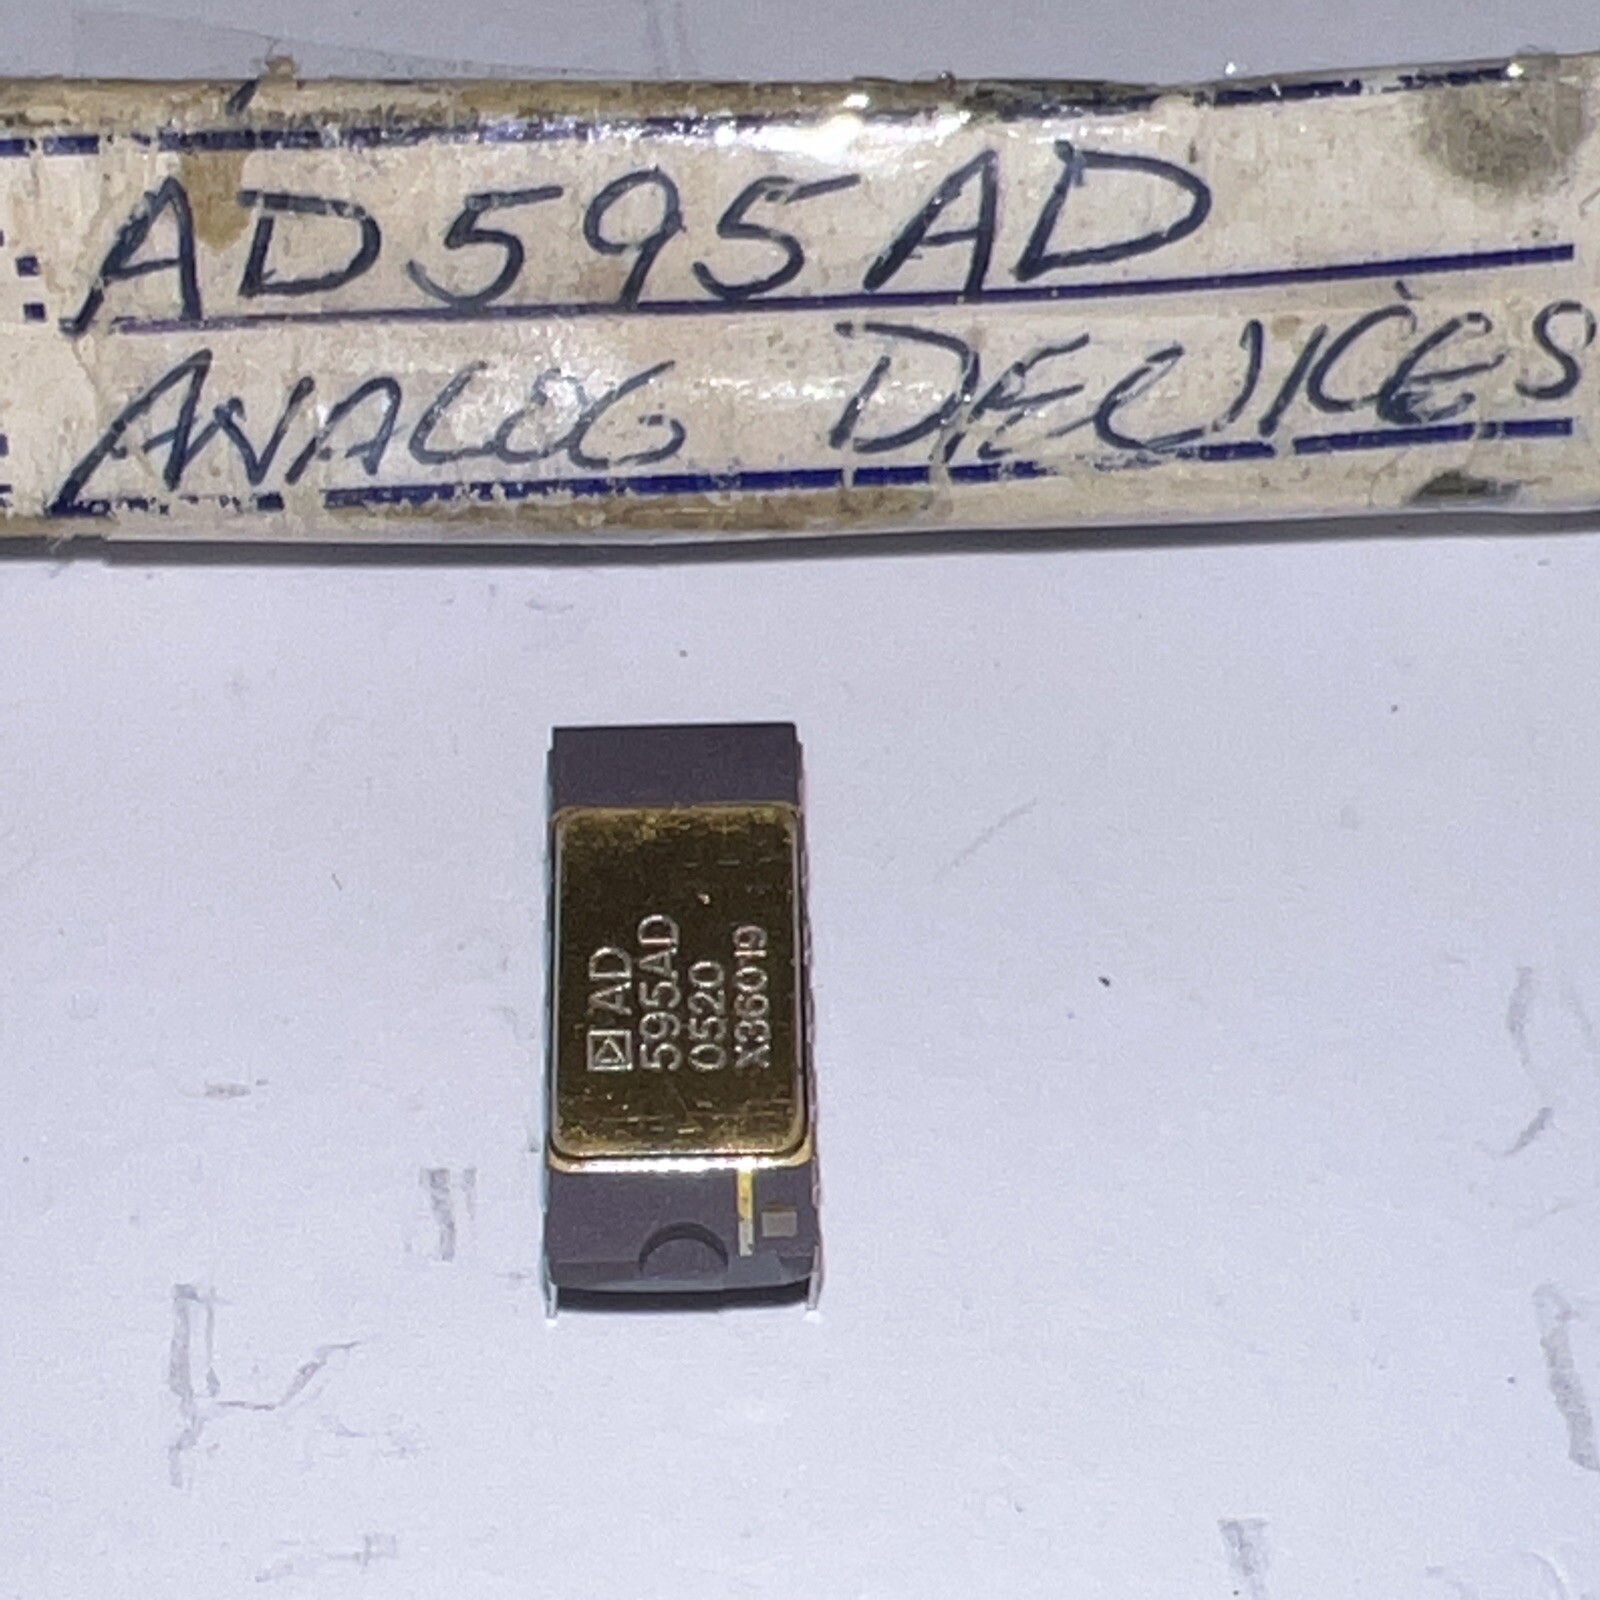 AD595AD
ANALOG DEVICES
AD
595AD
0520
X36019